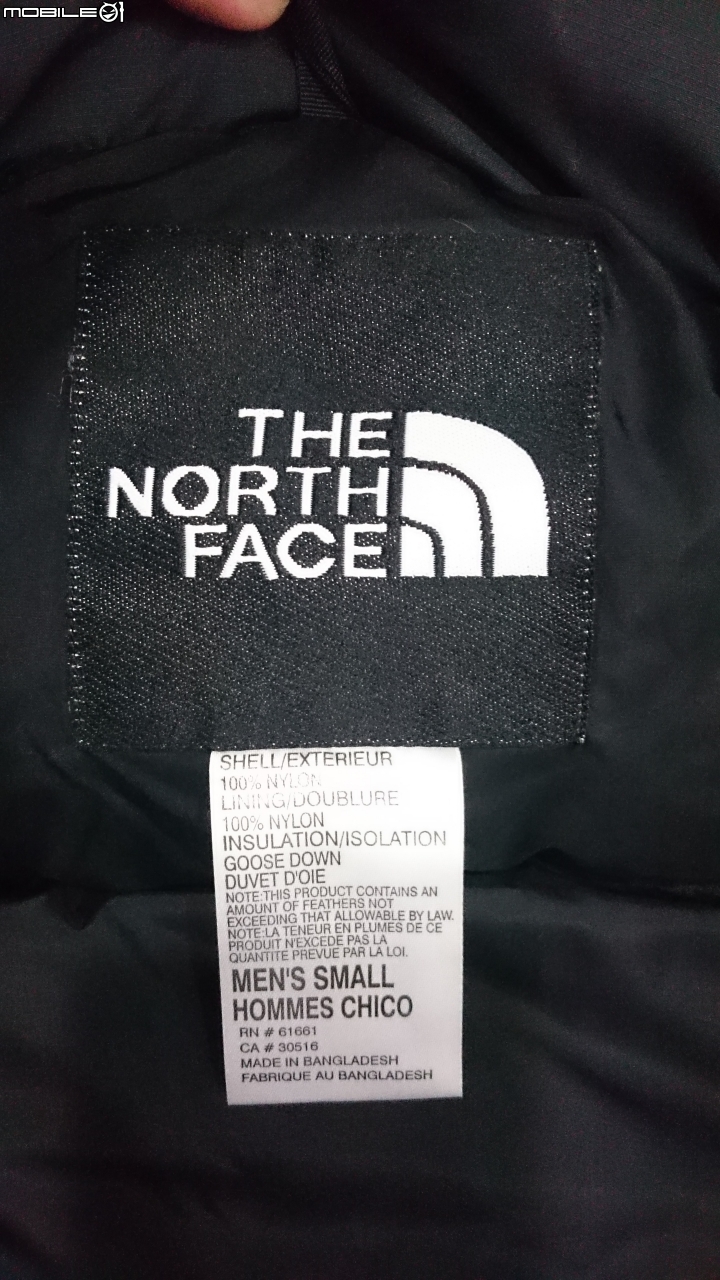 MOBILE01
THE
NORTH
FACE
SHELL/EXTERIEUR
100% NYLON
LINING/DOUBLURE
100% NYLON
INSULATION/ISOLATION
GOOSE DOWN
DUVET D'OIE
NOTE:THIS PRODUCT CONTAINS AN
AMOUNT OF FEATHERS NOT
EXCEEDING THAT ALLOWABLE BY LAW.
NOTE:LA TENEUR EN PLUMES DE CE
PRODUIT N'EXCEDE PAS LA
QUANTITE PREVUE PAR LA LOI.
MEN'S SMALL
HOMMES CHICO
RN # 61661
CA # 30516
MADE IN BANGLADESH
FABRIQUE AU BANGLADESH